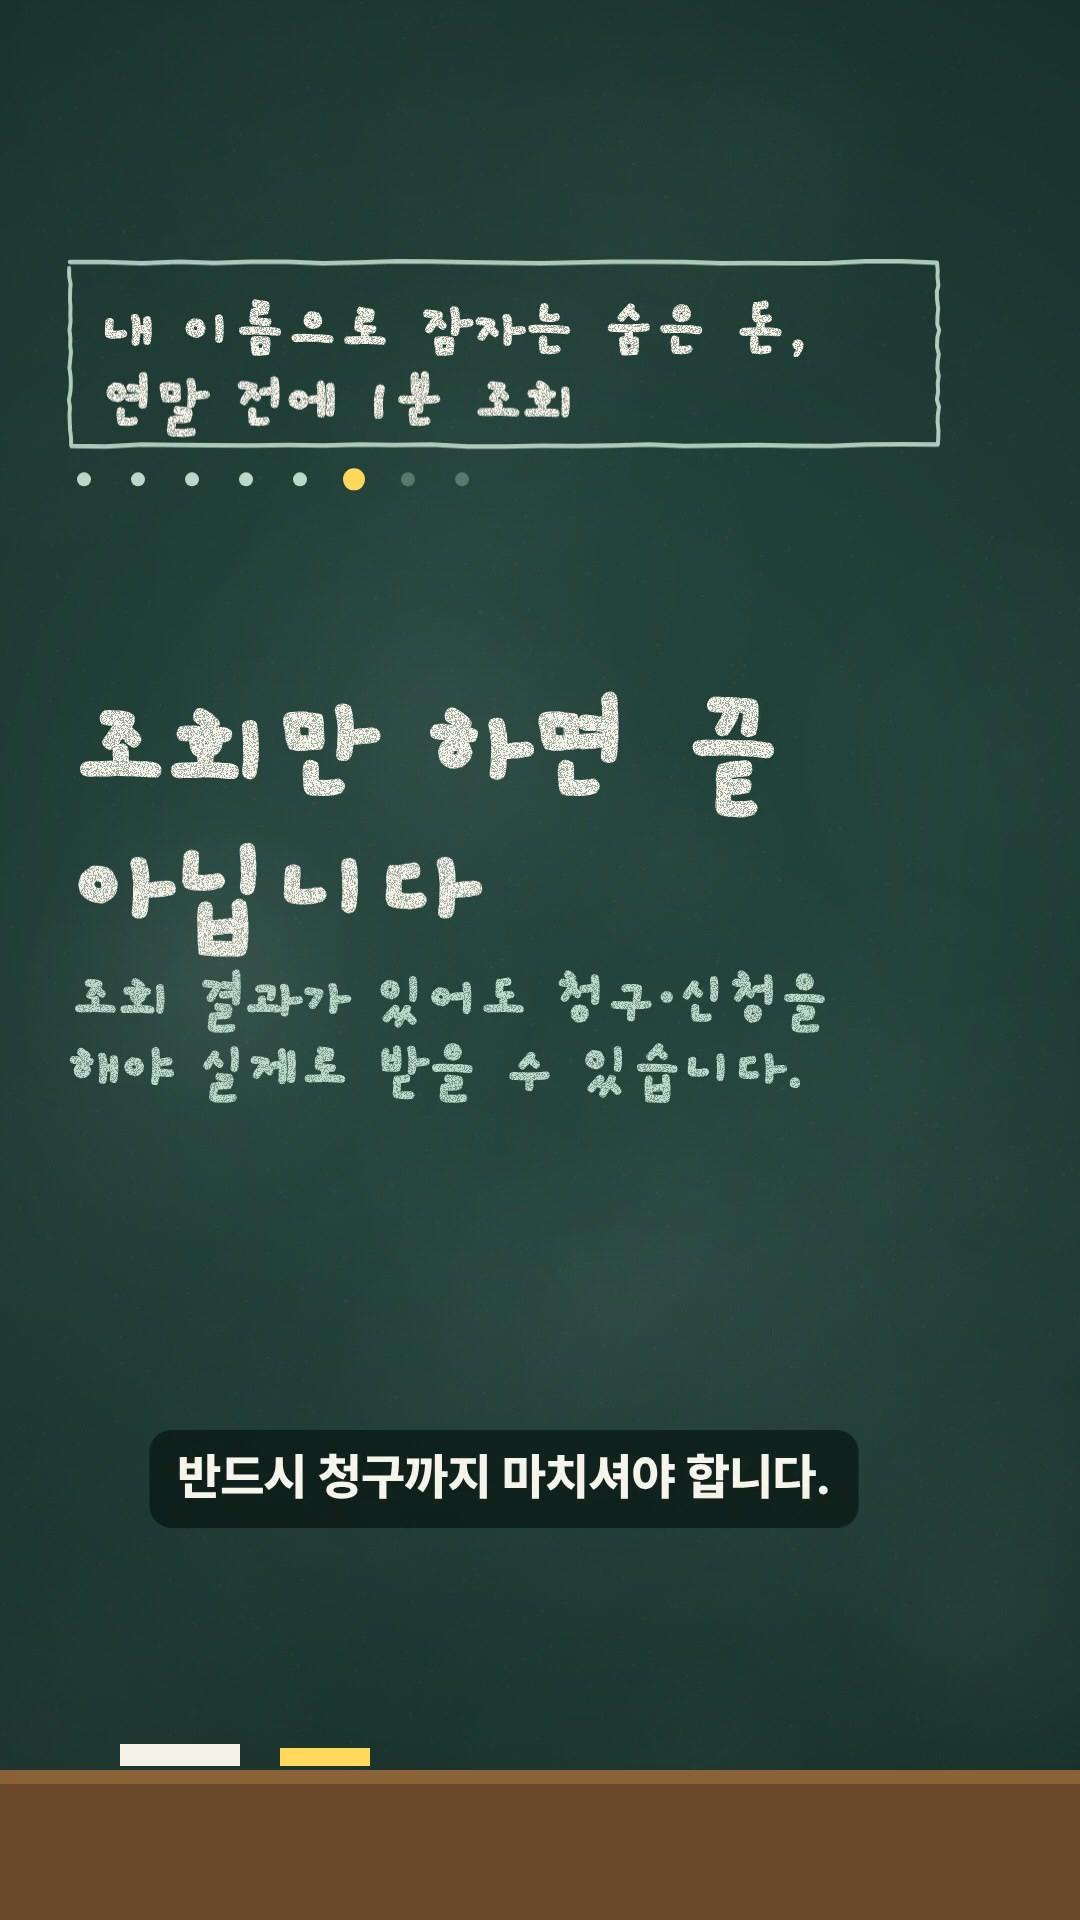 내 이름으로 잠자는 숨은 돈,
연말 전에 1분 조회
조회만 하면 끝
아닙니다
조회 결과가 있어도 청구·신청을
해야 실제로 받을 수 있습니다.
반드시 청구까지 마치셔야 합니다.